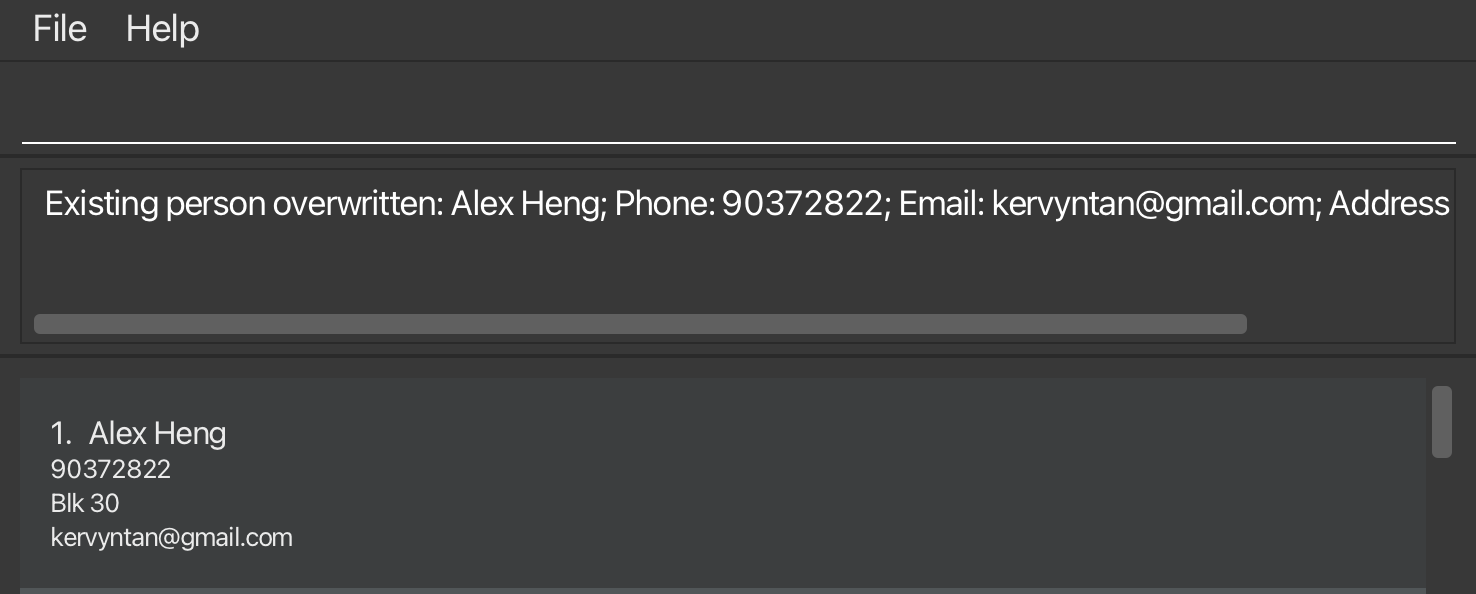 File Help
Existing person overwritten: Alex Heng; Phone: 90372822; Email: kervyntan@gmail.com; Address
1. Alex Heng
90372822
Blk 30
kervyntan@gmail.com